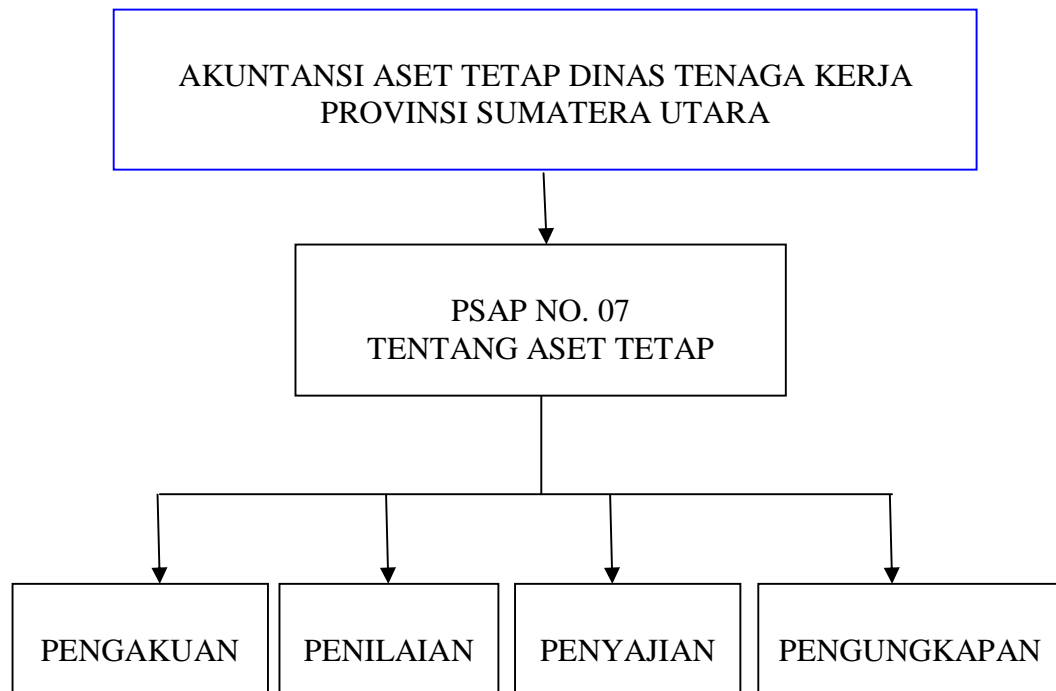 AKUNTANSI ASET TETAP DINAS TENAGA KERJA
PROVINSI SUMATERA UTARA
PSAP NO. 07
TENTANG ASET TETAP
PENGAKUAN
PENILAIAN
PENYAJIAN
PENGUNGKAPAN